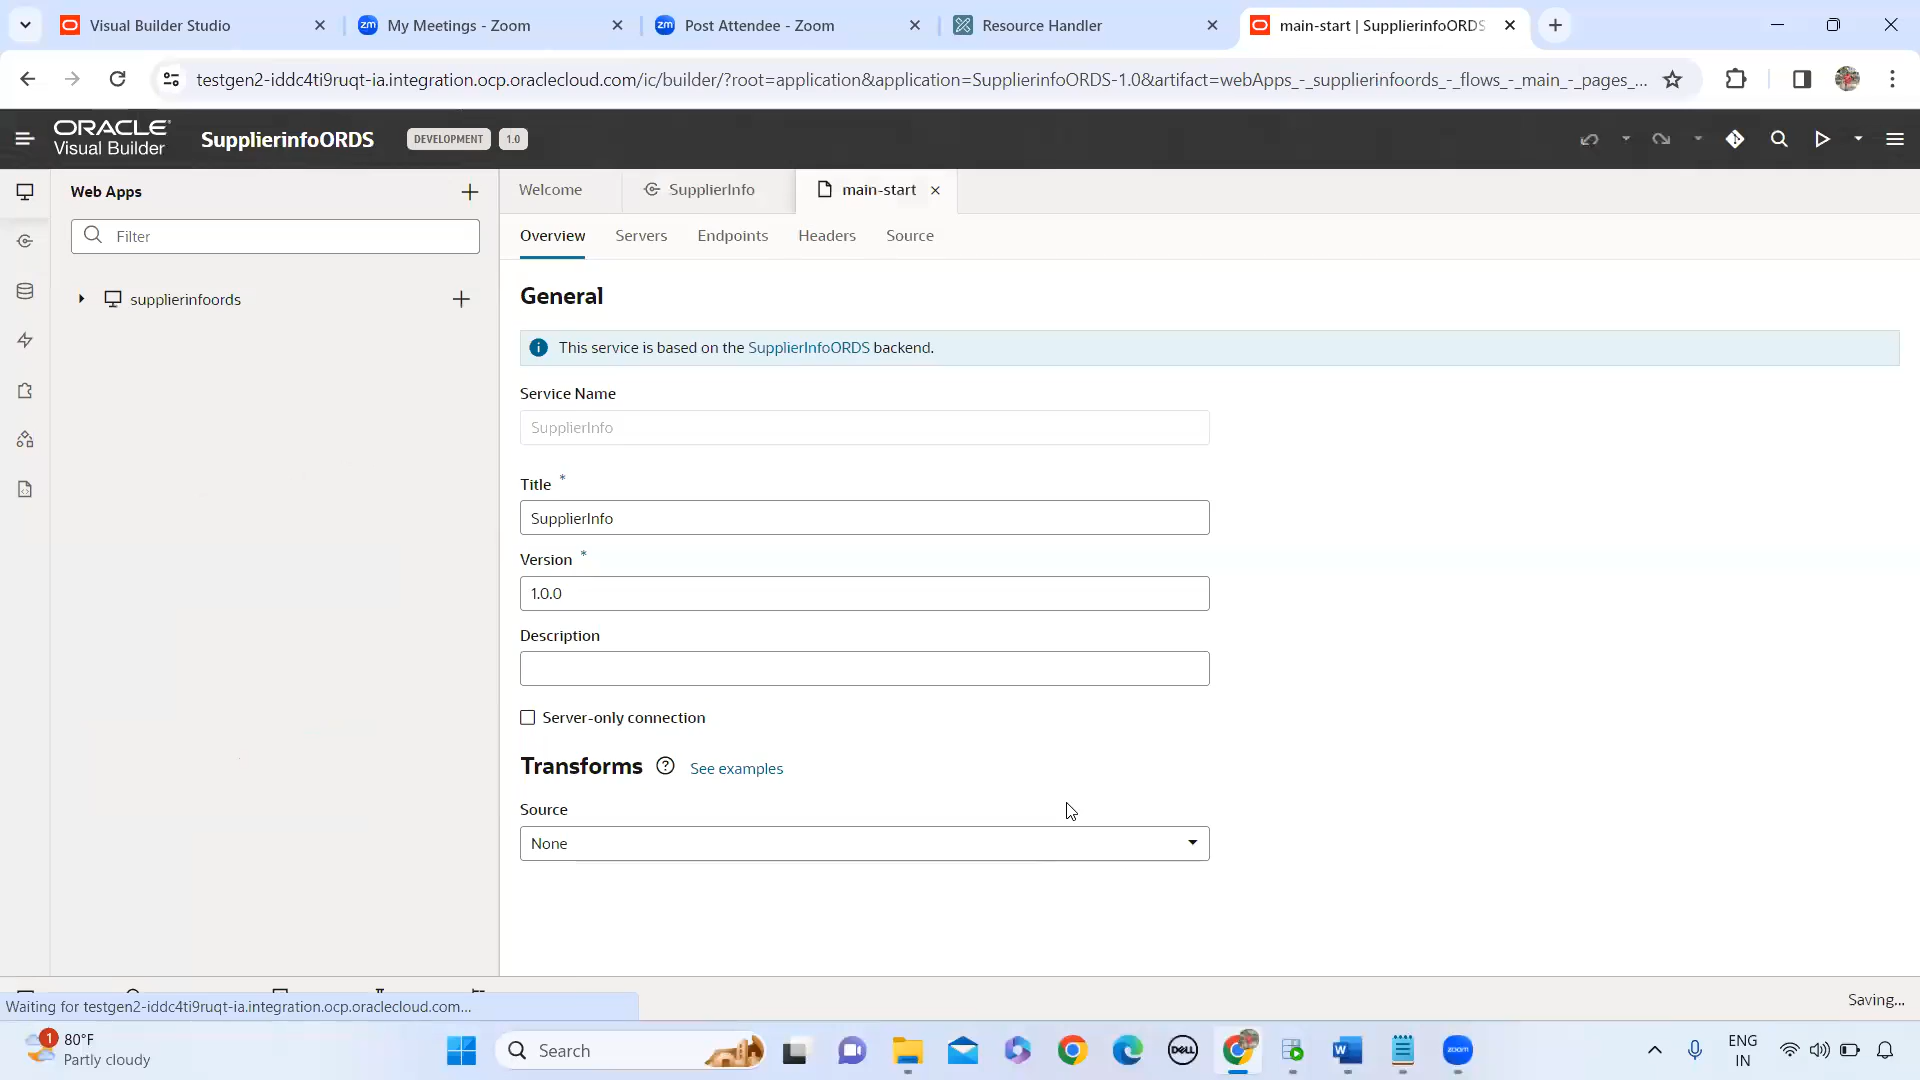 Visual Builder Studio
My Meetings - Zoom
Post Attendee - Zoom
Resource Handler
main-start | SupplierinfoORDS
testgen2-iddc4ti9ruqt-ia.integration.ocp.oraclecloud.com/ic/builder/?root=application&application=SupplierinfoORDS-1.0&artifact=webApps_-_supplierinfoords_-_flows_-_main_-_pages_...
ORACLE
Visual Builder
SupplierinfoORDS
DEVELOPMENT
1.0
Web Apps
Filter
supplierinfoords
Welcome
SupplierInfo
main-start
Overview
Servers
Endpoints
Headers
Source
General
This service is based on the SupplierInfoORDS backend.
Service Name
SupplierInfo
Title *
SupplierInfo
Version *
1.0.0
Description
Server-only connection
Transforms
See examples
Source
None
Waiting for testgen2-iddc4ti9ruqt-ia.integration.ocp.oraclecloud.com...
Saving...
1
80°F
Partly cloudy
Search
zm
zm
DELL
zoom
ENG
IN